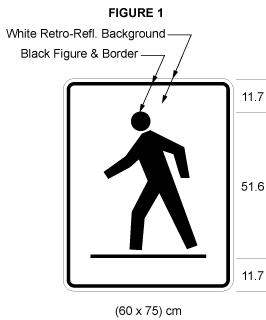 FIGURE 1
White Retro-Refl. Background
Black Figure & Border
11.7
51.6
11.7
(60 x 75) cm